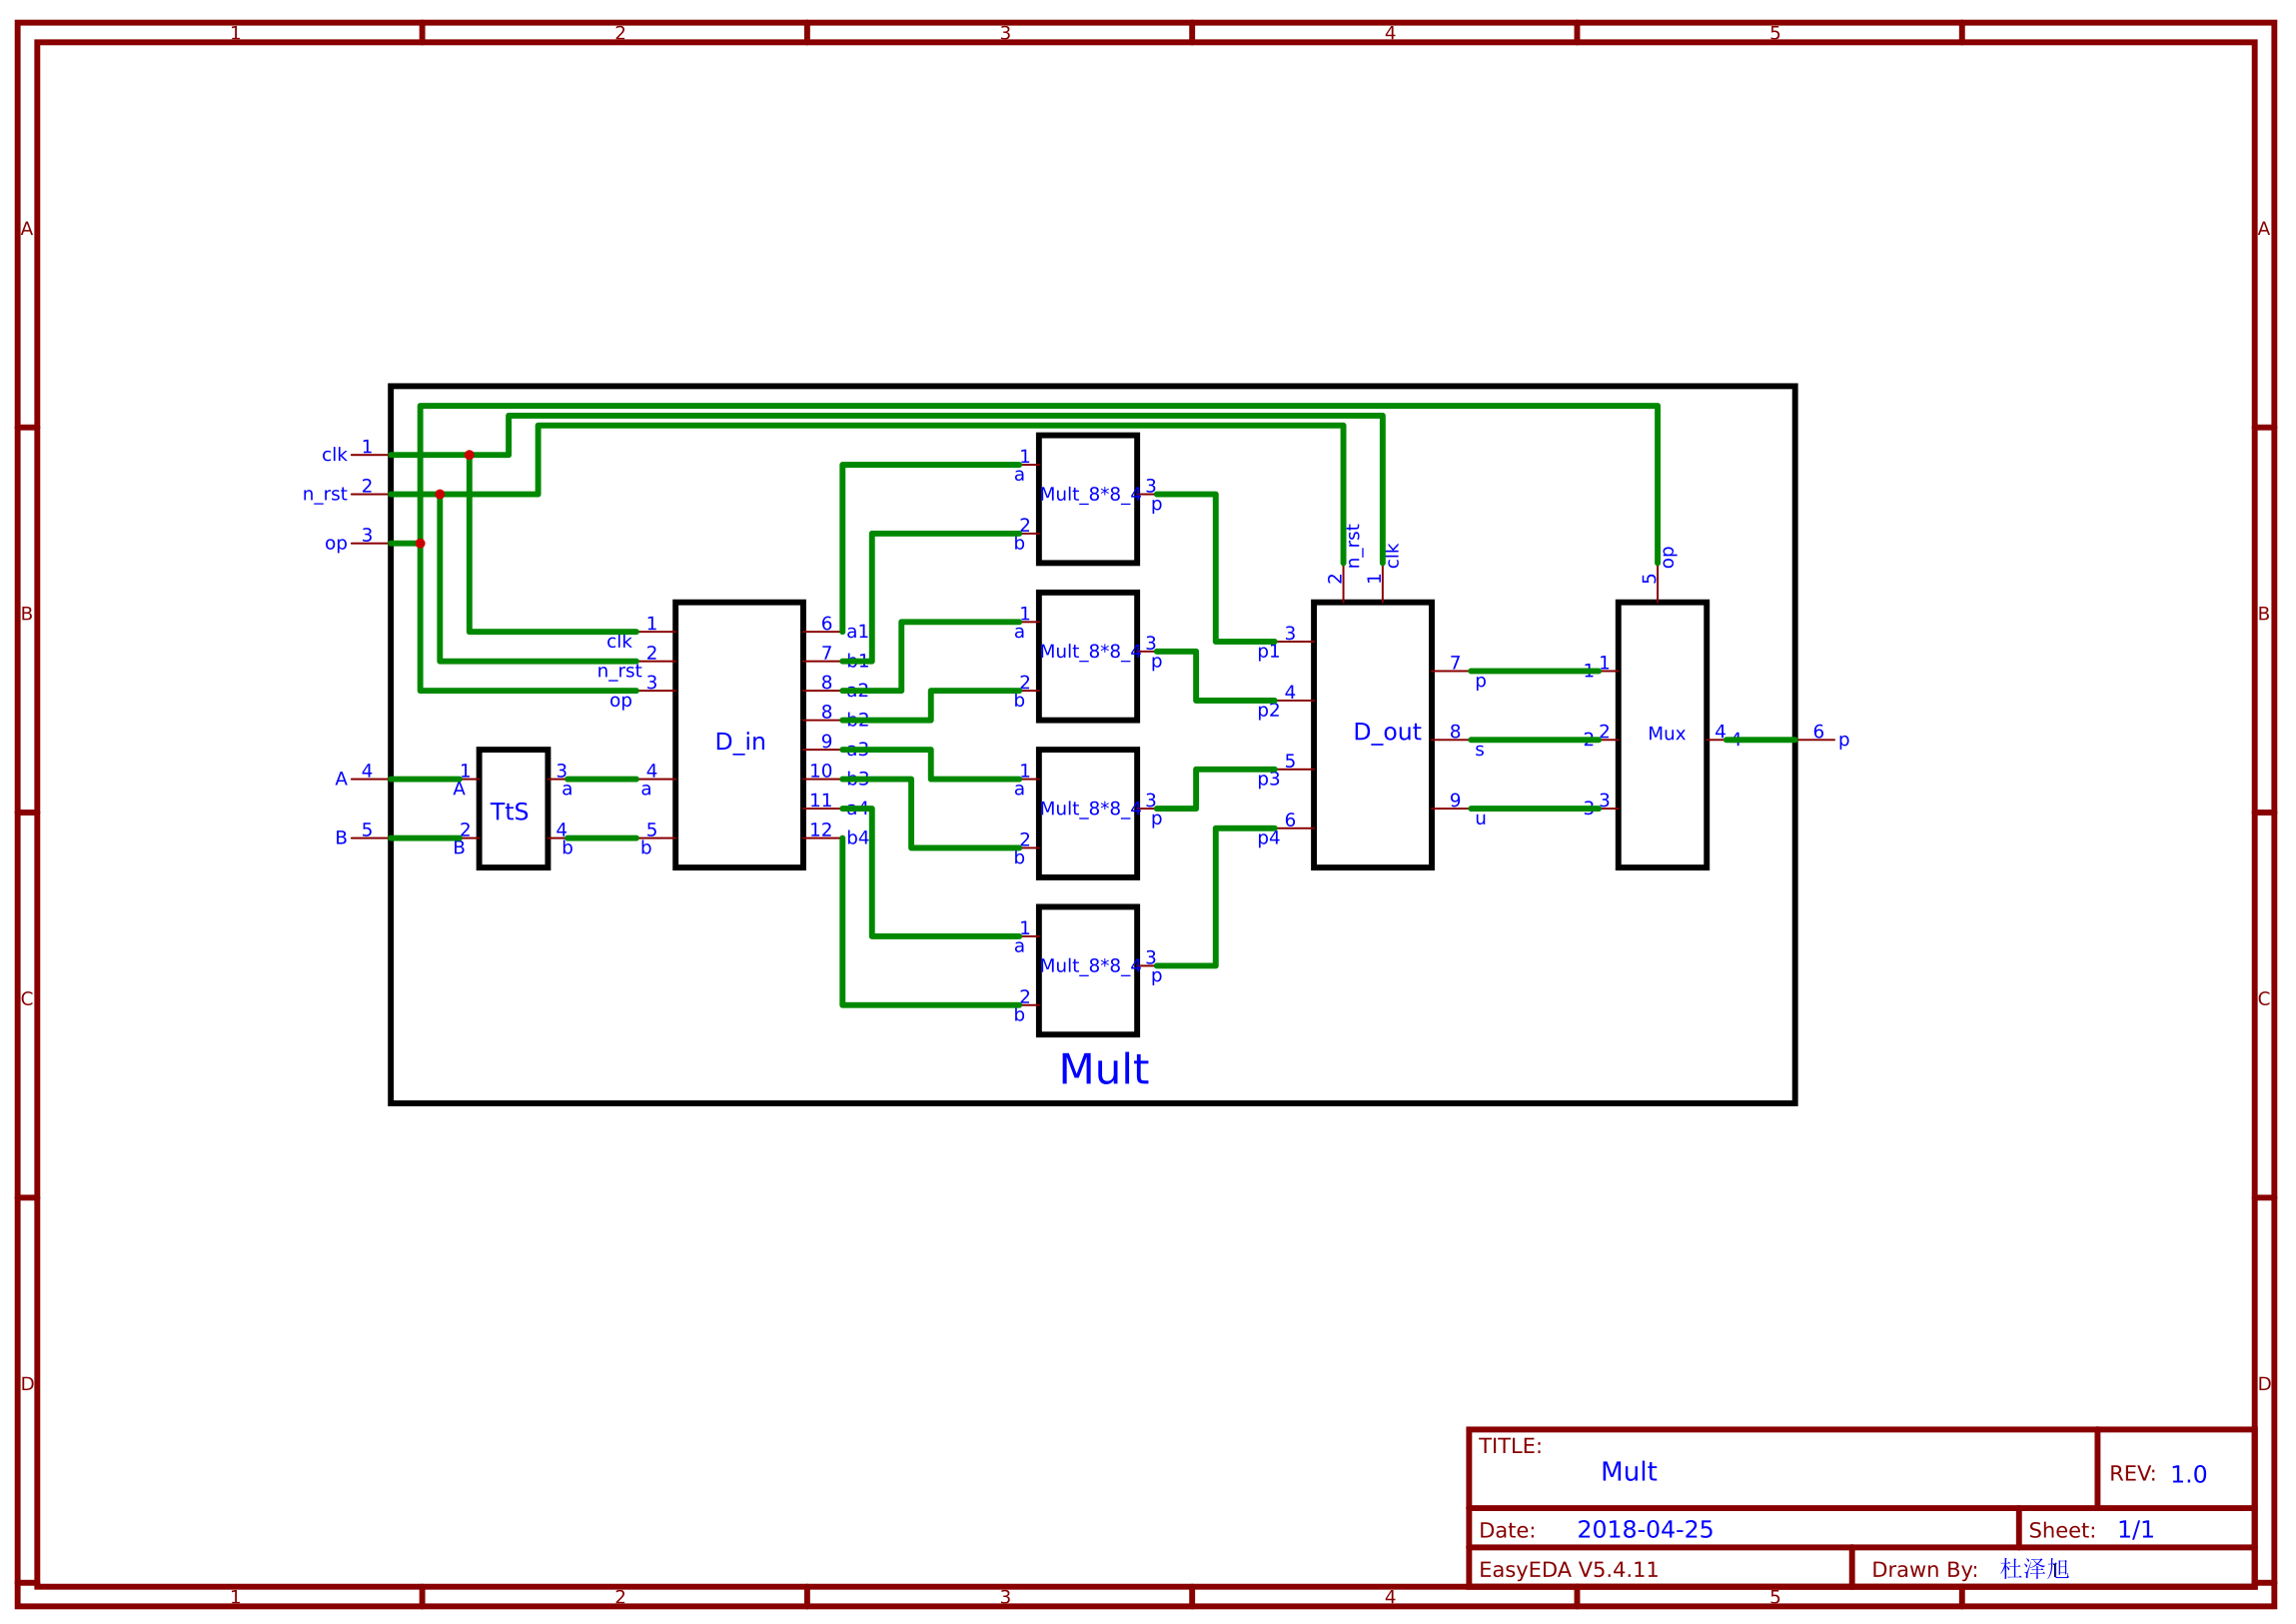 1 2 3 4 5
A A
B B
C C
D D
clk 1
n_rst 2
op 3
A 4
B 5
1 A
2 B
TtS
3 a
4 b
1 clk
2 n_rst
3 op
4 a
5 b
D_in
6 a1
7 b1
8 a2
8 b2
9 a3
10 b3
11 a4
12 b4
1 a
2 b
Mult_8*8_4
3 p
1 a
2 b
Mult_8*8_4
3 p
1 a
2 b
Mult_8*8_4
3 p
1 a
2 b
Mult_8*8_4
3 p
2 n_rst
1 clk
3 p1
4 p2
5 p3
6 p4
D_out
7 p
8 s
9 u
5 op
1 1
2 2
3 3
Mux
4 4
6 p
Mult
TITLE:
Mult
REV: 1.0
Date: 2018-04-25
Sheet: 1/1
EasyEDA V5.4.11
Drawn By: 杜泽旭
1 2 3 4 5